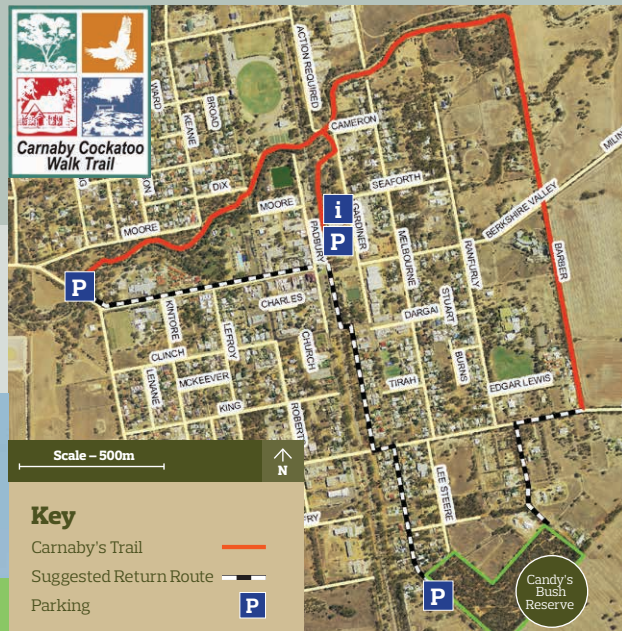 Carnaby Cockatoo
Walk Trail
WARD
BROAD
KEANE
ACTION REQUIRED
CAMERON
DIX
MOORE
MOORE
PADBURY
i
P
GARDINER
SEAFORTH
MELBOURNE
RANFURLY
BERKSHIRE VALLEY
BARBER
P
KINTORE
CHARLES
LEFROY
CHURCH
CLINCH
LENANE
MCKEEVER
KING
ROBERT
DARGAI
STUART
BURNS
TIRAH
EDGAR LEWIS
LEE STEERE
P
Candy's
Bush
Reserve
Scale – 500m
N
Key
Carnaby's Trail
Suggested Return Route
Parking
P